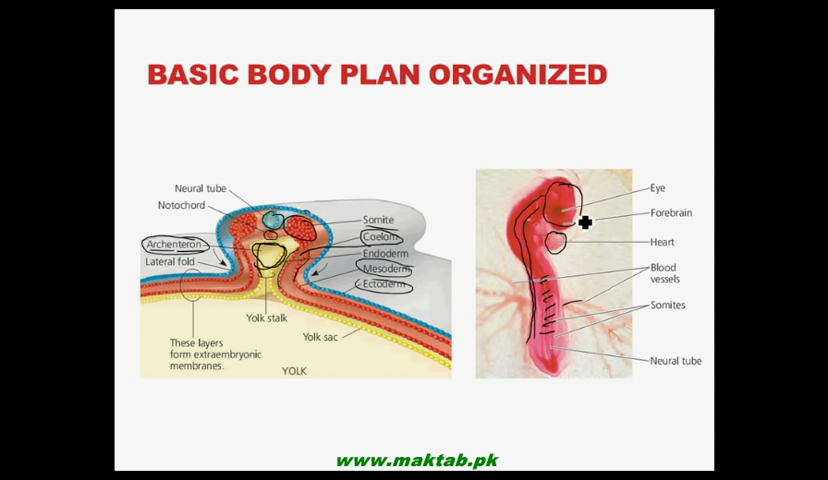 BASIC BODY PLAN ORGANIZED
Neural tube
Notochord
Archenteron
Lateral fold
Somite
Coelom
Endoderm
Mesoderm
Ectoderm
Yolk stalk
Yolk sac
These layers
form extraembryonic
membranes.
YOLK
Eye
Forebrain
Heart
Blood
vessels
Somites
Neural tube
www.maktab.pk